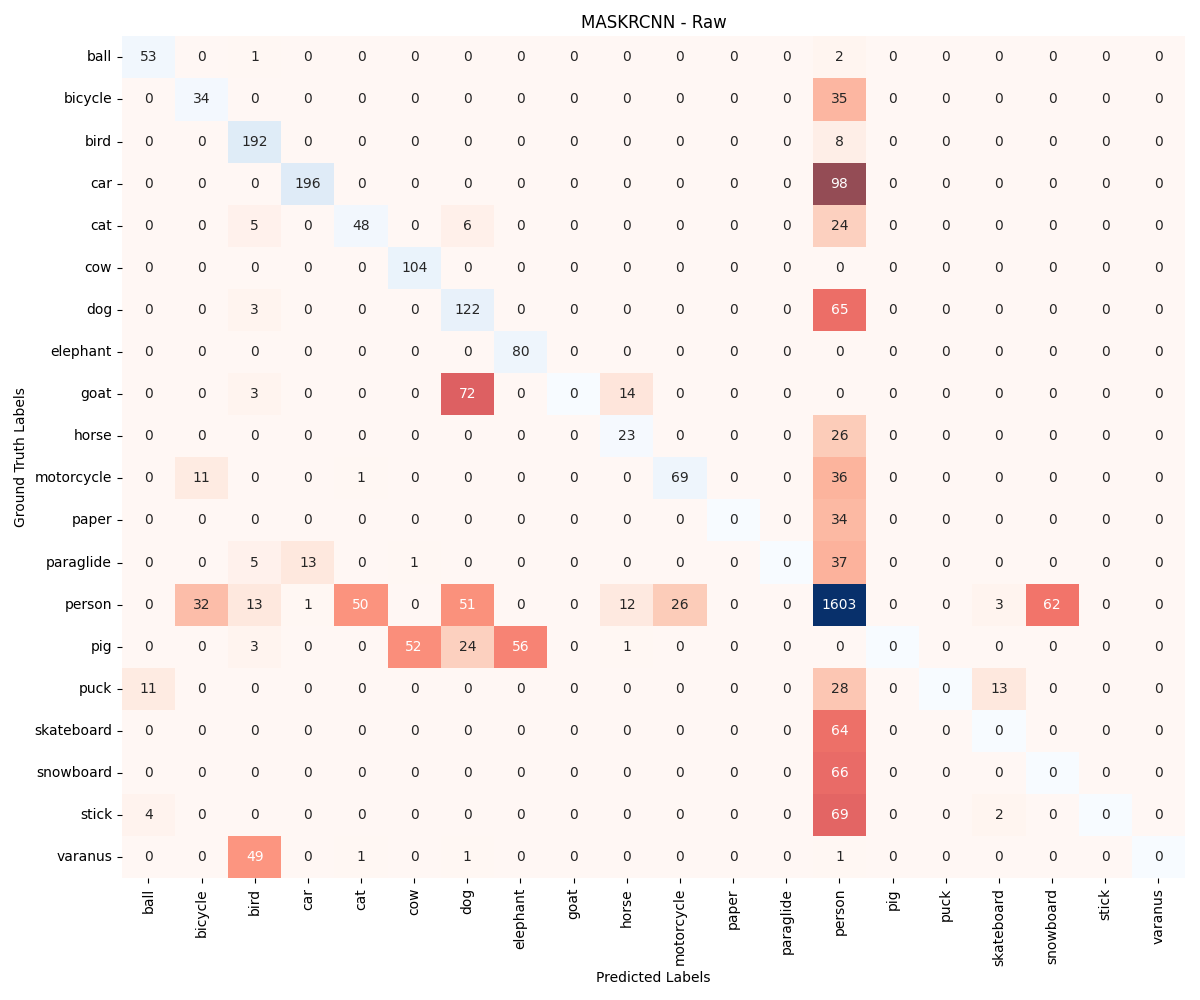 MASKRCNN - Raw
Ground Truth Labels
ball 53 0 1 0 0 0 0 0 0 0 0 0 0 2 0 0 0 0 0 0
bicycle 0 34 0 0 0 0 0 0 0 0 0 0 0 35 0 0 0 0 0 0
bird 0 0 192 0 0 0 0 0 0 0 0 0 0 8 0 0 0 0 0 0
car 0 0 0 196 0 0 0 0 0 0 0 0 0 98 0 0 0 0 0 0
cat 0 0 5 0 48 0 6 0 0 0 0 0 0 24 0 0 0 0 0 0
cow 0 0 0 0 0 104 0 0 0 0 0 0 0 0 0 0 0 0 0 0
dog 0 0 3 0 0 0 122 0 0 0 0 0 0 65 0 0 0 0 0 0
elephant 0 0 0 0 0 0 0 80 0 0 0 0 0 0 0 0 0 0 0 0
goat 0 0 3 0 0 0 72 0 0 14 0 0 0 0 0 0 0 0 0 0
horse 0 0 0 0 0 0 0 0 0 23 0 0 0 26 0 0 0 0 0 0
motorcycle 0 11 0 0 1 0 0 0 0 0 69 0 0 36 0 0 0 0 0 0
paper 0 0 0 0 0 0 0 0 0 0 0 0 0 34 0 0 0 0 0 0
paraglide 0 0 5 13 0 1 0 0 0 0 0 0 0 37 0 0 0 0 0 0
person 0 32 13 1 50 0 51 0 0 12 26 0 0 1603 0 0 3 62 0 0
pig 0 0 3 0 0 52 24 56 0 1 0 0 0 0 0 0 0 0 0 0
puck 11 0 0 0 0 0 0 0 0 0 0 0 0 28 0 0 13 0 0 0
skateboard 0 0 0 0 0 0 0 0 0 0 0 0 0 64 0 0 0 0 0 0
snowboard 0 0 0 0 0 0 0 0 0 0 0 0 0 66 0 0 0 0 0 0
stick 4 0 0 0 0 0 0 0 0 0 0 0 0 69 0 0 2 0 0 0
varanus 0 0 49 0 1 0 1 0 0 0 0 0 0 1 0 0 0 0 0 0
ball bicycle bird car cat cow dog elephant goat horse motorcycle paper paraglide person pig puck skateboard snowboard stick varanus
Predicted Labels